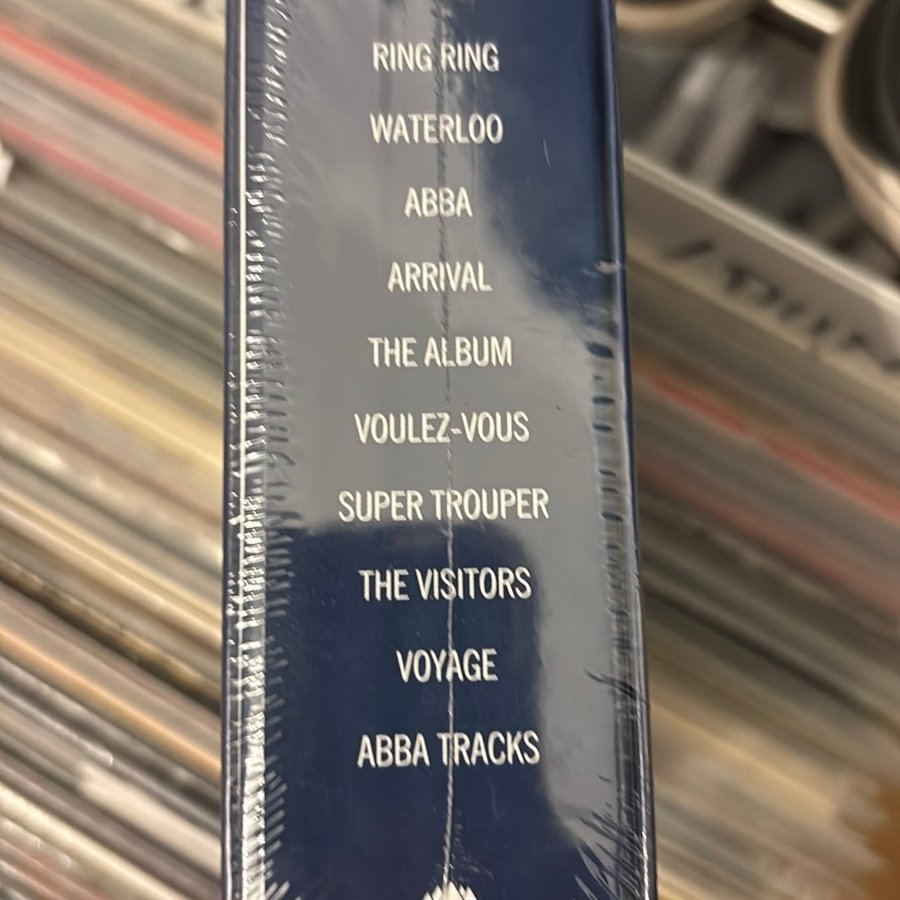 RING RING
WATERLOO
ABBA
ARRIVAL
THE ALBUM
VOULEZ-VOUS
SUPER TROUPER
THE VISITORS
VOYAGE
ABBA TRACKS